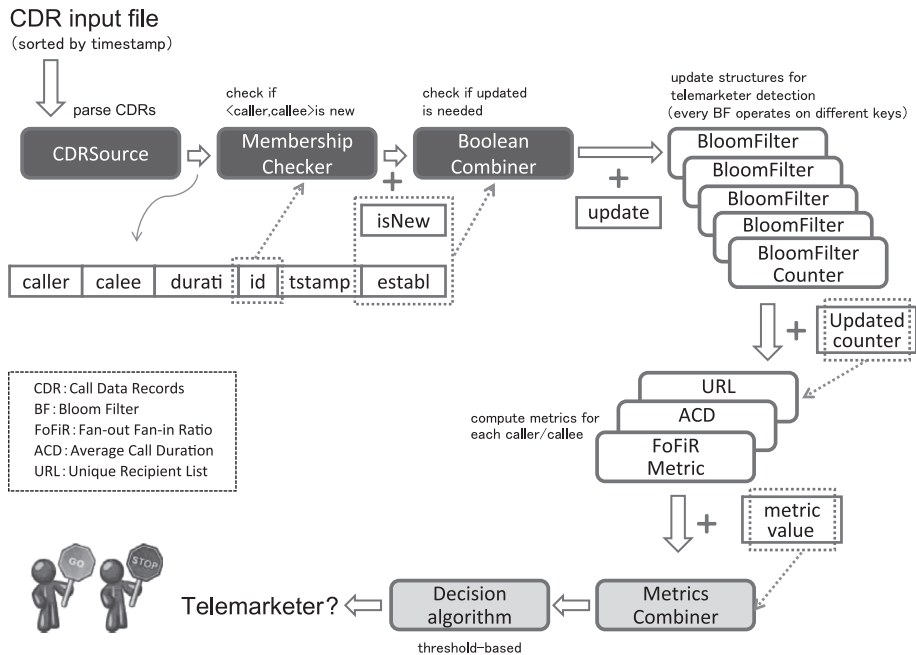 CDR input file
(sorted by timestamp)
parse CDRs
check if
<caller,callee>is new
check if updated
is needed
update structures for
telemarketer detection
(every BF operates on different keys)
CDRSource
Membership
Checker
Boolean
Combiner
BloomFilter
BloomFilter
BloomFilter
BloomFilter
BloomFilter
Counter
+
isNew
+
update
caller
calee
durati
id
tstamp
establ
+
Updated
counter
CDR:Call Data Records
BF:Bloom Filter
FoFiR:Fan-out Fan-in Ratio
ACD:Average Call Duration
URL:Unique Recipient List
compute metrics for
each caller/callee
URL
ACD
FoFiR
Metric
+
metric
value
GO
STOP
Telemarketer?
Decision
algorithm
threshold-based
Metrics
Combiner